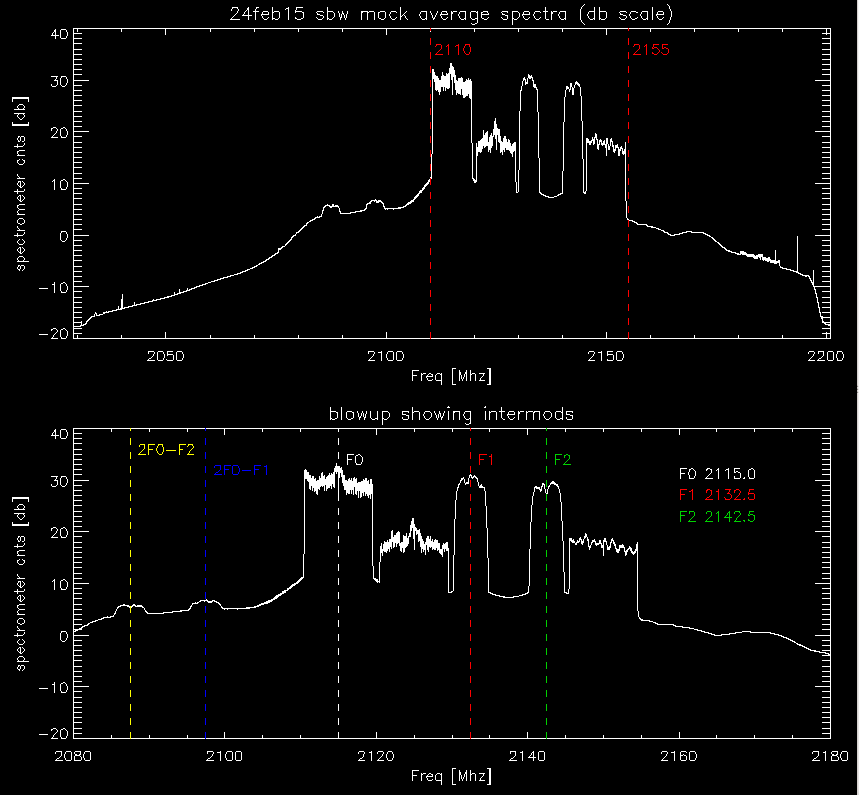 24feb15 sbw mock average spectra (db scale)
40
2110
2155
30
20
10
0
-10
-20
spectrometer cnts [db]
2050
2100
2150
2200
Freq [Mhz]
blowup showing intermods
40
2F0-F2
2F0-F1
F0
F1
F2
F0 2115.0
F1 2132.5
F2 2142.5
30
20
10
0
-10
-20
spectrometer cnts [db]
2080
2100
2120
2140
2160
2180
Freq [Mhz]